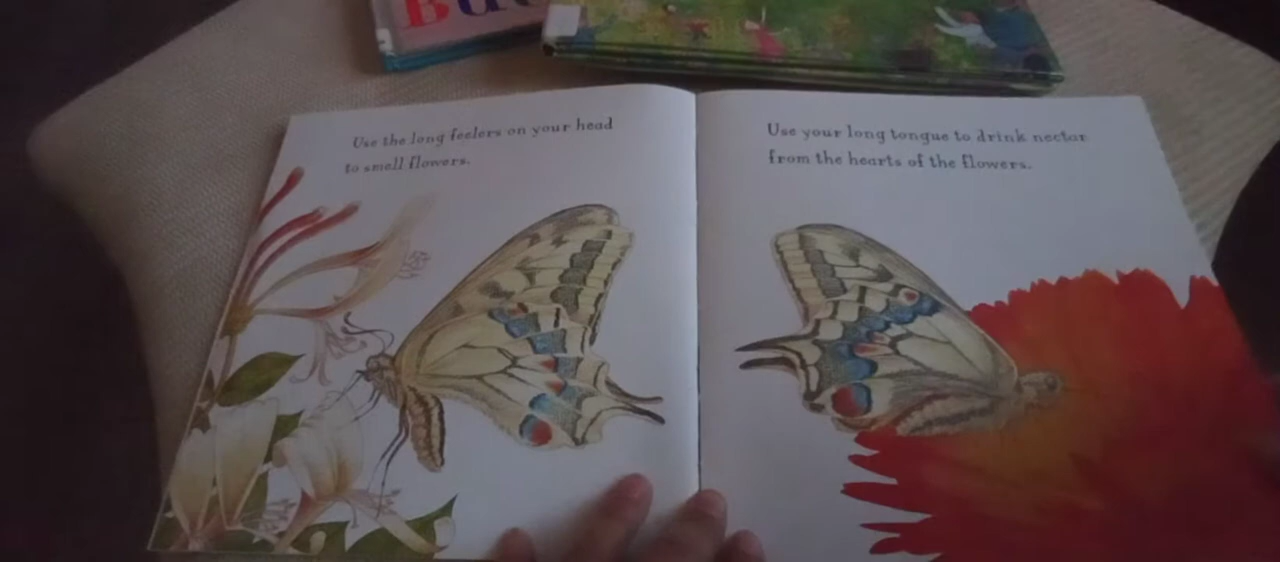 Use the long feelers on your head
to smell flowers.
Use your long tongue to drink nectar
from the hearts of the flowers.